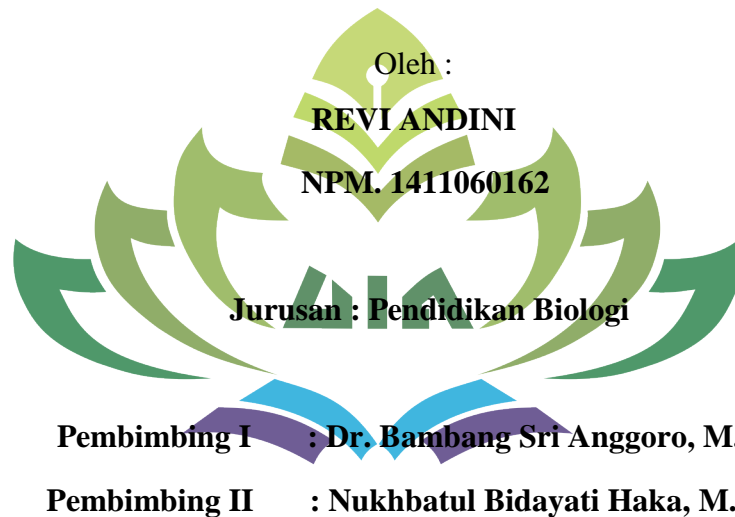 Oleh :
REVI ANDINI
NPM. 1411060162
Jurusan : Pendidikan Biologi
Pembimbing I : Dr. Bambang Sri Anggoro, M.
Pembimbing II : Nukhbatul Bidayati Haka, M.